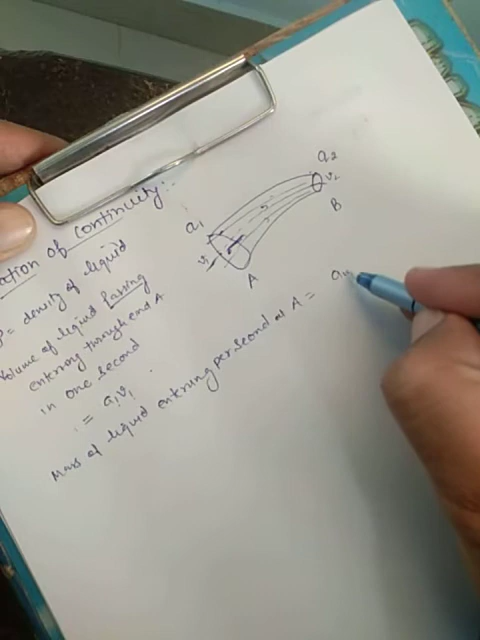 ation of continuity:-
ρ = density of liquid
Volume of liquid passing
entering through end A
in one second
= a₁v₁
Mass of liquid entering per second at A =
a₁
v₁
A
a₂
v₂
B